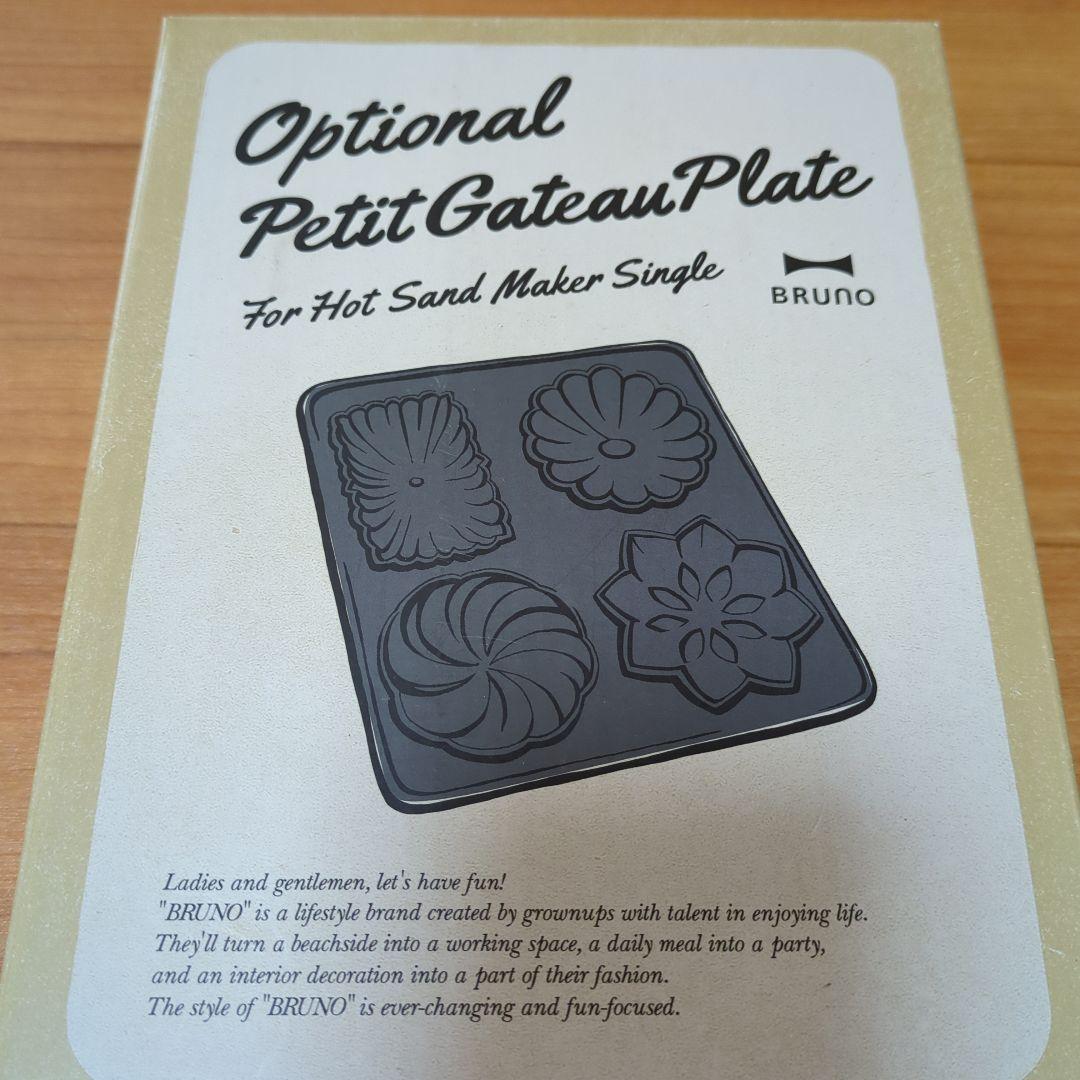 Optional
Petit Gateau Plate
For Hot Sand Maker Single
BRUNO
Ladies and gentlemen, let's have fun!
"BRUNO" is a lifestyle brand created by grownups with talent in enjoying life.
They'll turn a beachside into a working space, a daily meal into a party,
and an interior decoration into a part of their fashion.
The style of "BRUNO" is ever-changing and fun-focused.